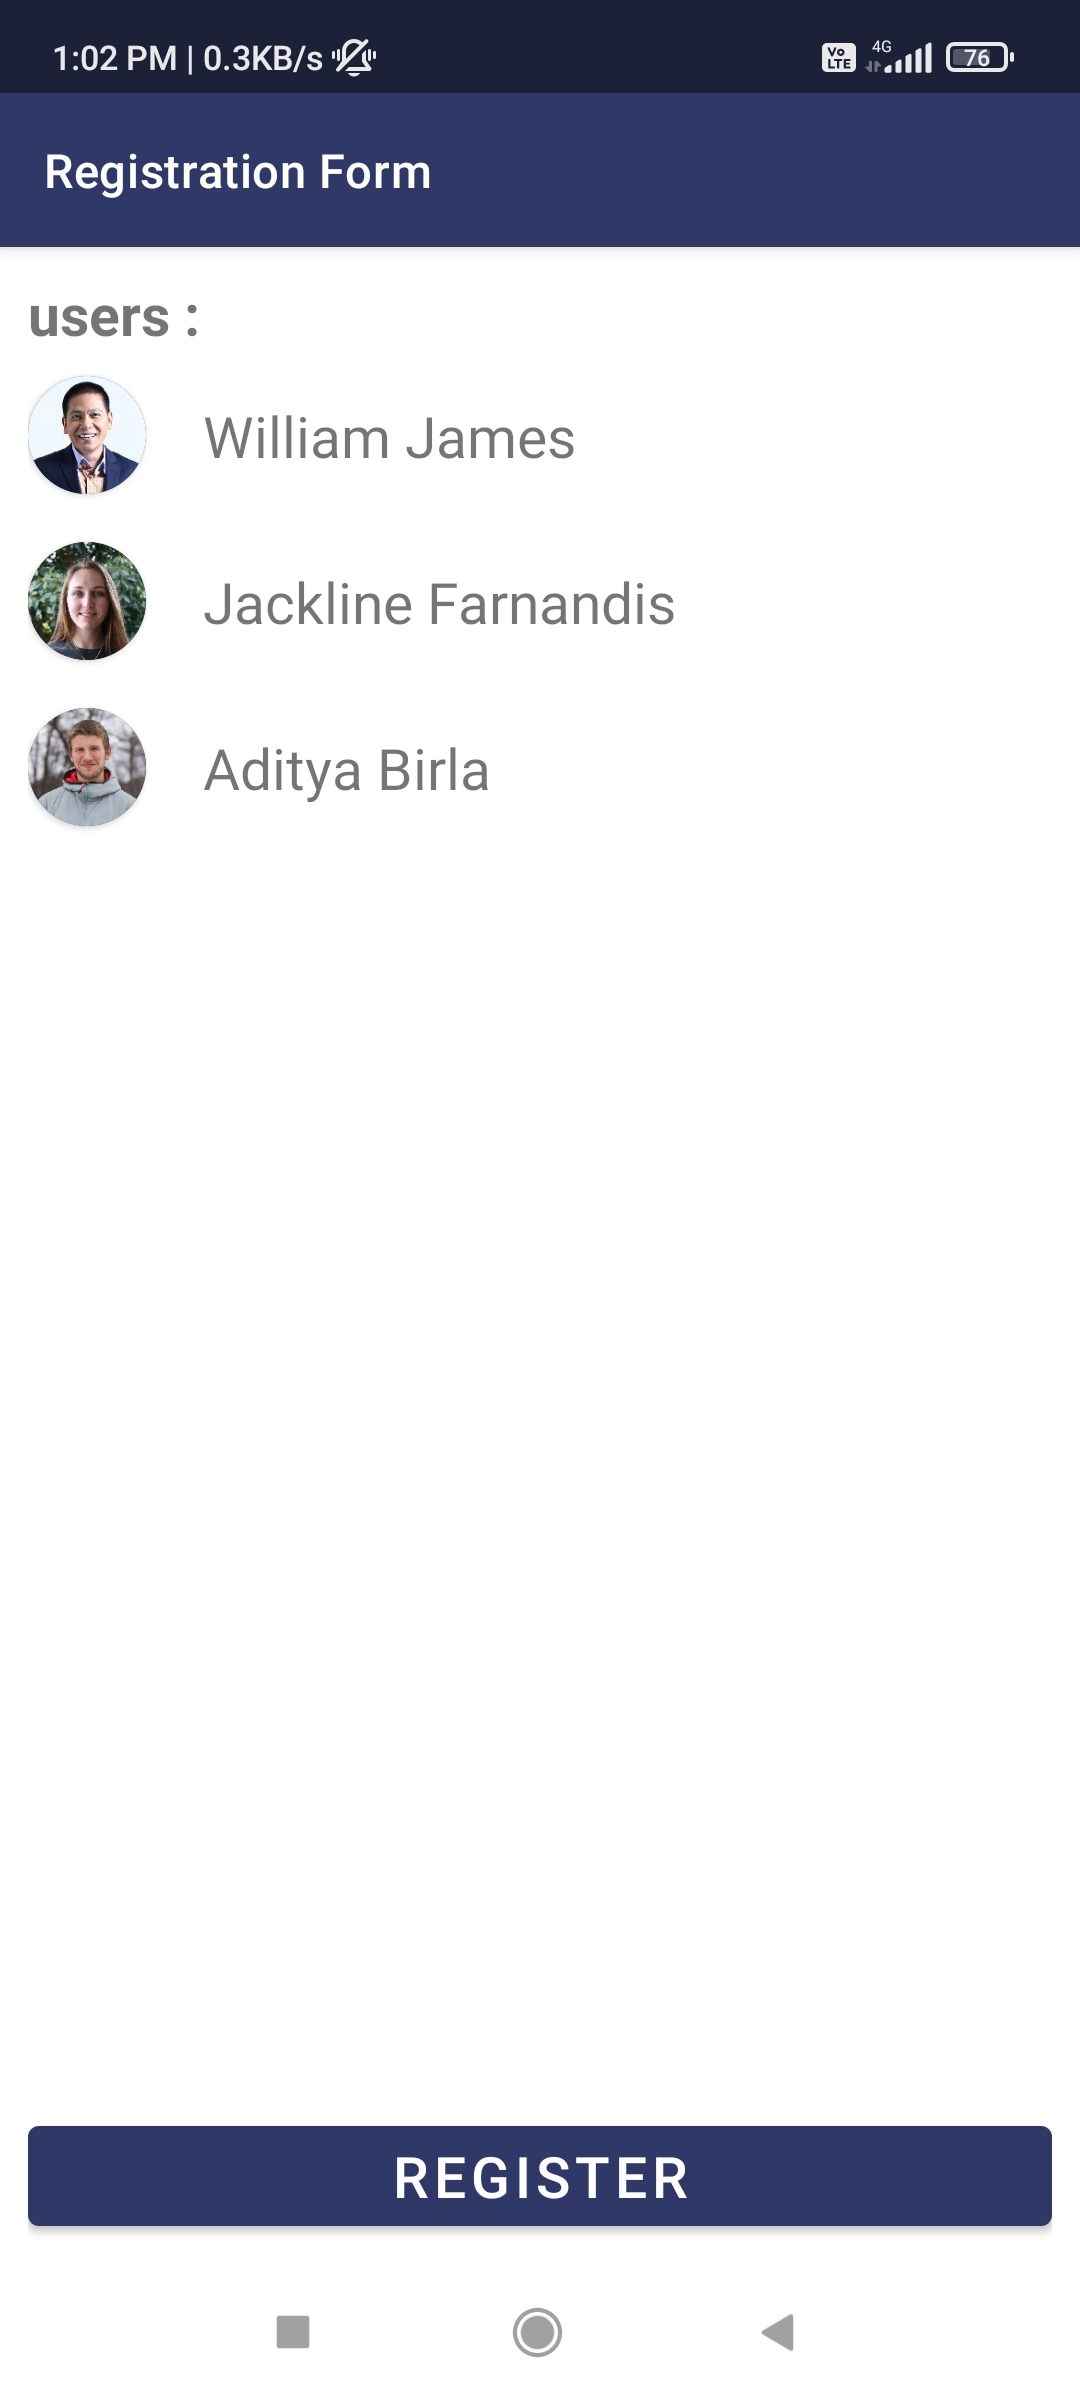 1:02 PM | 0.3KB/s Vo LTE 4G 76
Registration Form
users :
William James
Jackline Farnandis
Aditya Birla
REGISTER